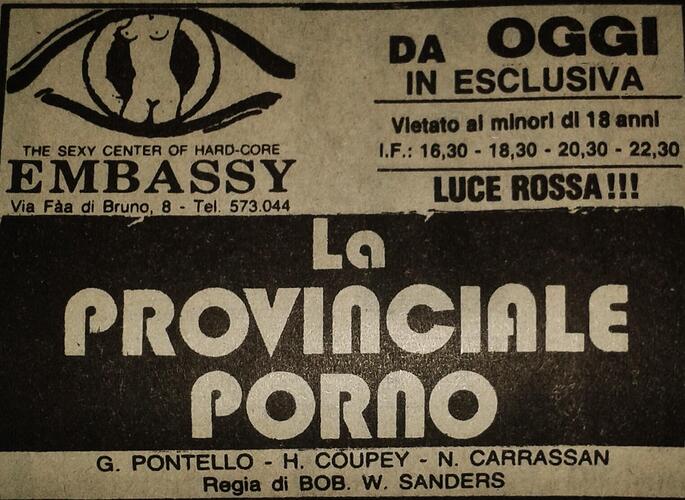 DA OGGI
IN ESCLUSIVA
Vietato ai minori di 18 anni
I.F.: 16,30 - 18,30 - 20,30 - 22,30
LUCE ROSSA!!!
THE SEXY CENTER OF HARD-CORE
EMBASSY
Via Fàa di Bruno, 8 - Tel. 573.044
La
PROVINCIALE
PORNO
G. PONTELLO - H. COUPEY - N. CARRASSAN
Regia di BOB. W. SANDERS